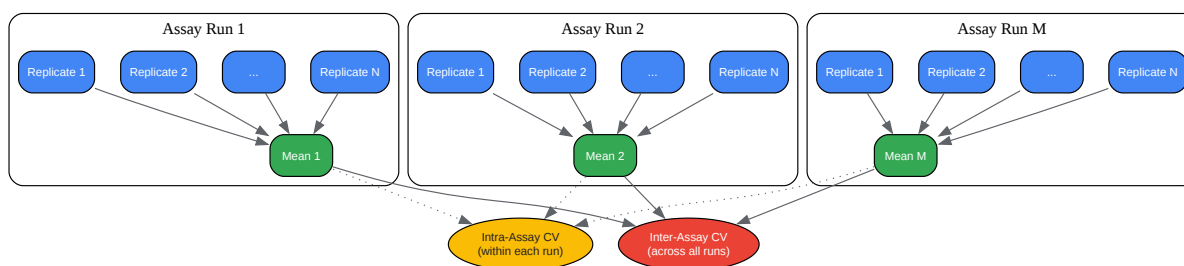 Assay Run 1
Assay Run 2
Assay Run M
Replicate 1
Replicate 2
...
Replicate N
Replicate 1
Replicate 2
...
Replicate N
Replicate 1
Replicate 2
...
Replicate N
Mean 1
Mean 2
Mean M
Intra-Assay CV
(within each run)
Inter-Assay CV
(across all runs)